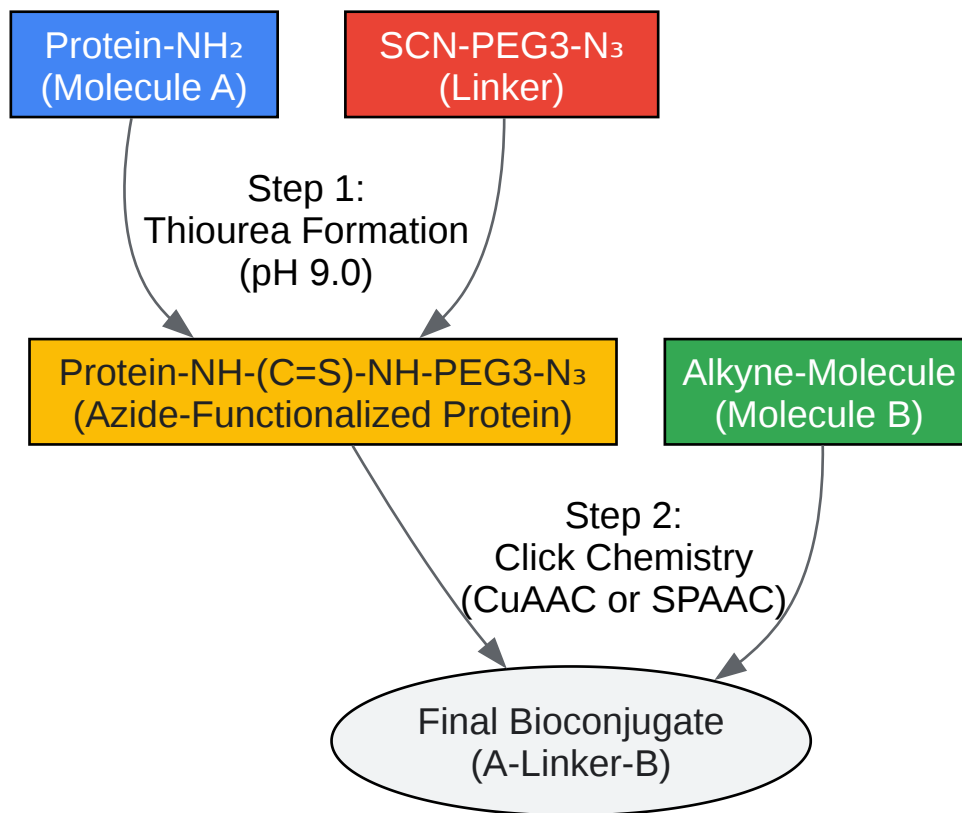 Protein-NH₂
(Molecule A)
SCN-PEG3-N₃
(Linker)
Step 1:
Thiourea Formation
(pH 9.0)
Protein-NH-(C=S)-NH-PEG3-N₃
(Azide-Functionalized Protein)
Alkyne-Molecule
(Molecule B)
Step 2:
Click Chemistry
(CuAAC or SPAAC)
Final Bioconjugate
(A-Linker-B)